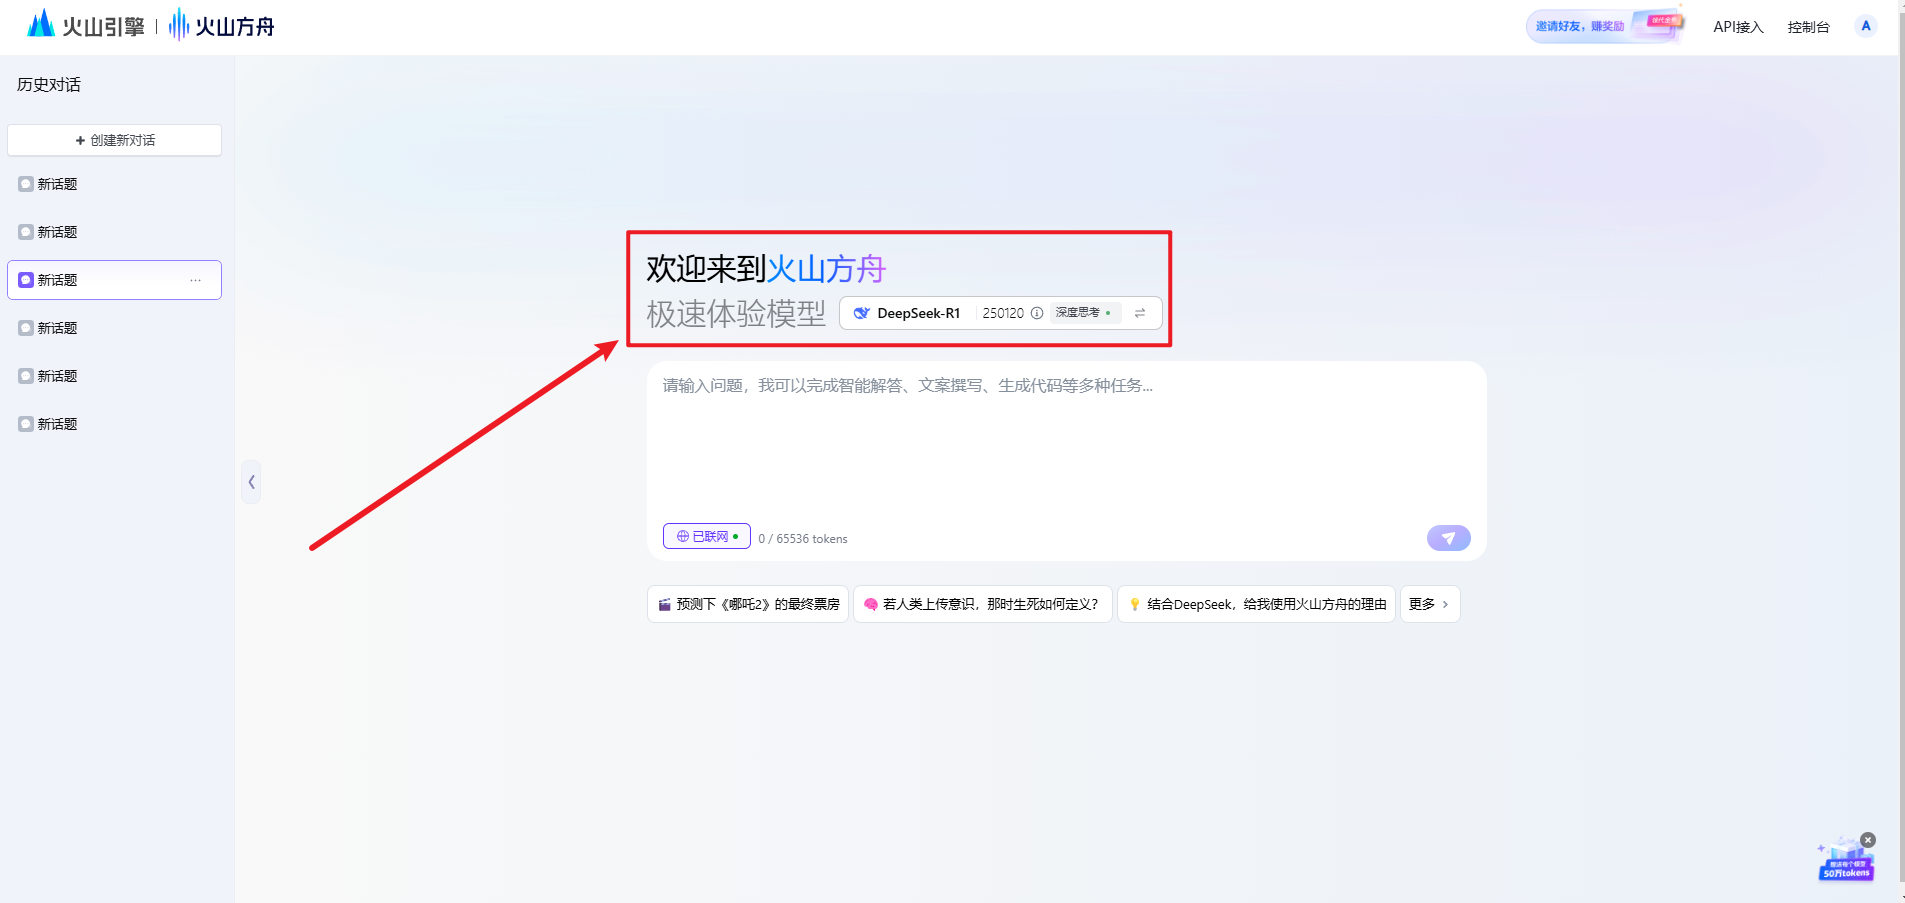 火山引擎 | 火山方舟
邀请好友，赚奖励
API接入
控制台
A
历史对话
+ 创建新对话
新话题
新话题
新话题 ...
新话题
新话题
新话题
欢迎来到火山方舟
极速体验模型 DeepSeek-R1 250120 深度思考
请输入问题，我可以完成智能解答、文案撰写、生成代码等多种任务...
已联网 0 / 65536 tokens
预测下《哪吒2》的最终票房
若人类上传意识，那时生死如何定义？
结合DeepSeek，给我使用火山方舟的理由
更多
50万tokens